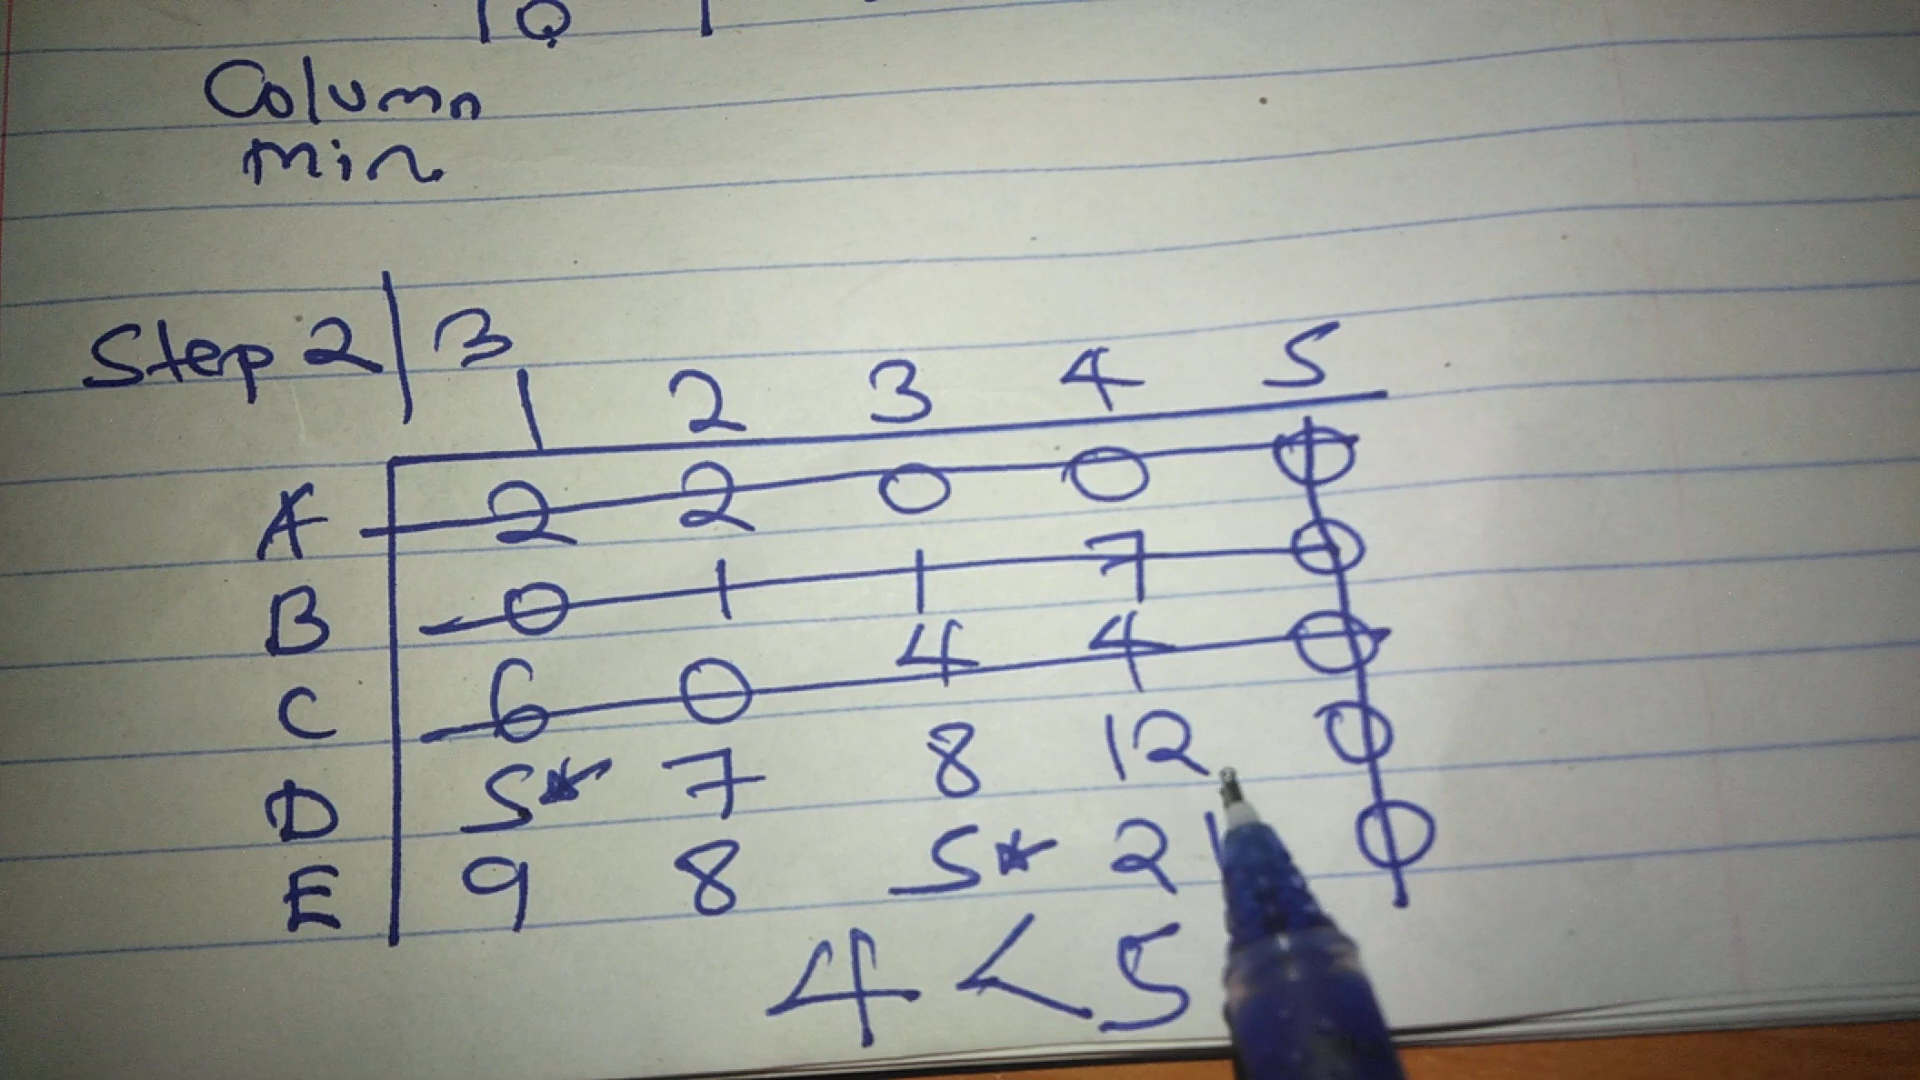 Column
min
Step 2 | 3
1 2 3 4 5
A 2 2 0 0 0
B 0 1 1 7 0
C 6 0 4 4 0
D 5* 7 8 12 0
E 9 8 5* 2 0
4 < 5